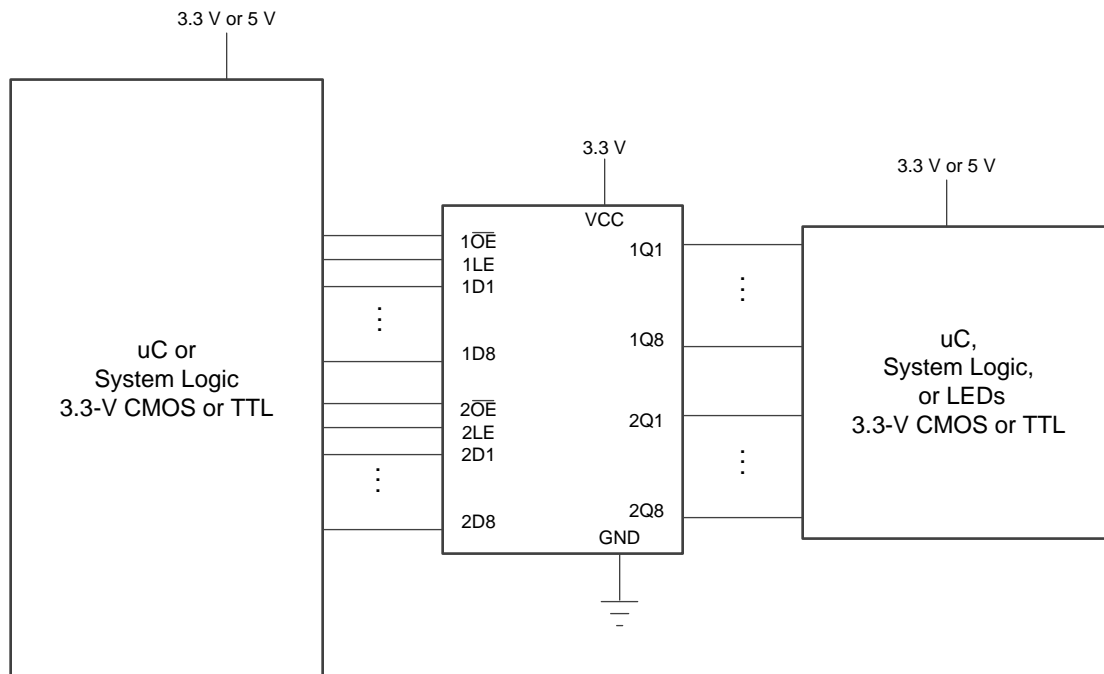 3.3 V or 5 V
3.3 V
3.3 V or 5 V
uC or
System Logic
3.3-V CMOS or TTL
VCC
1O̅E̅
1LE
1D1
⋮
1D8
2O̅E̅
2LE
2D1
⋮
2D8
1Q1
⋮
1Q8
2Q1
⋮
2Q8
GND
uC,
System Logic,
or LEDs
3.3-V CMOS or TTL